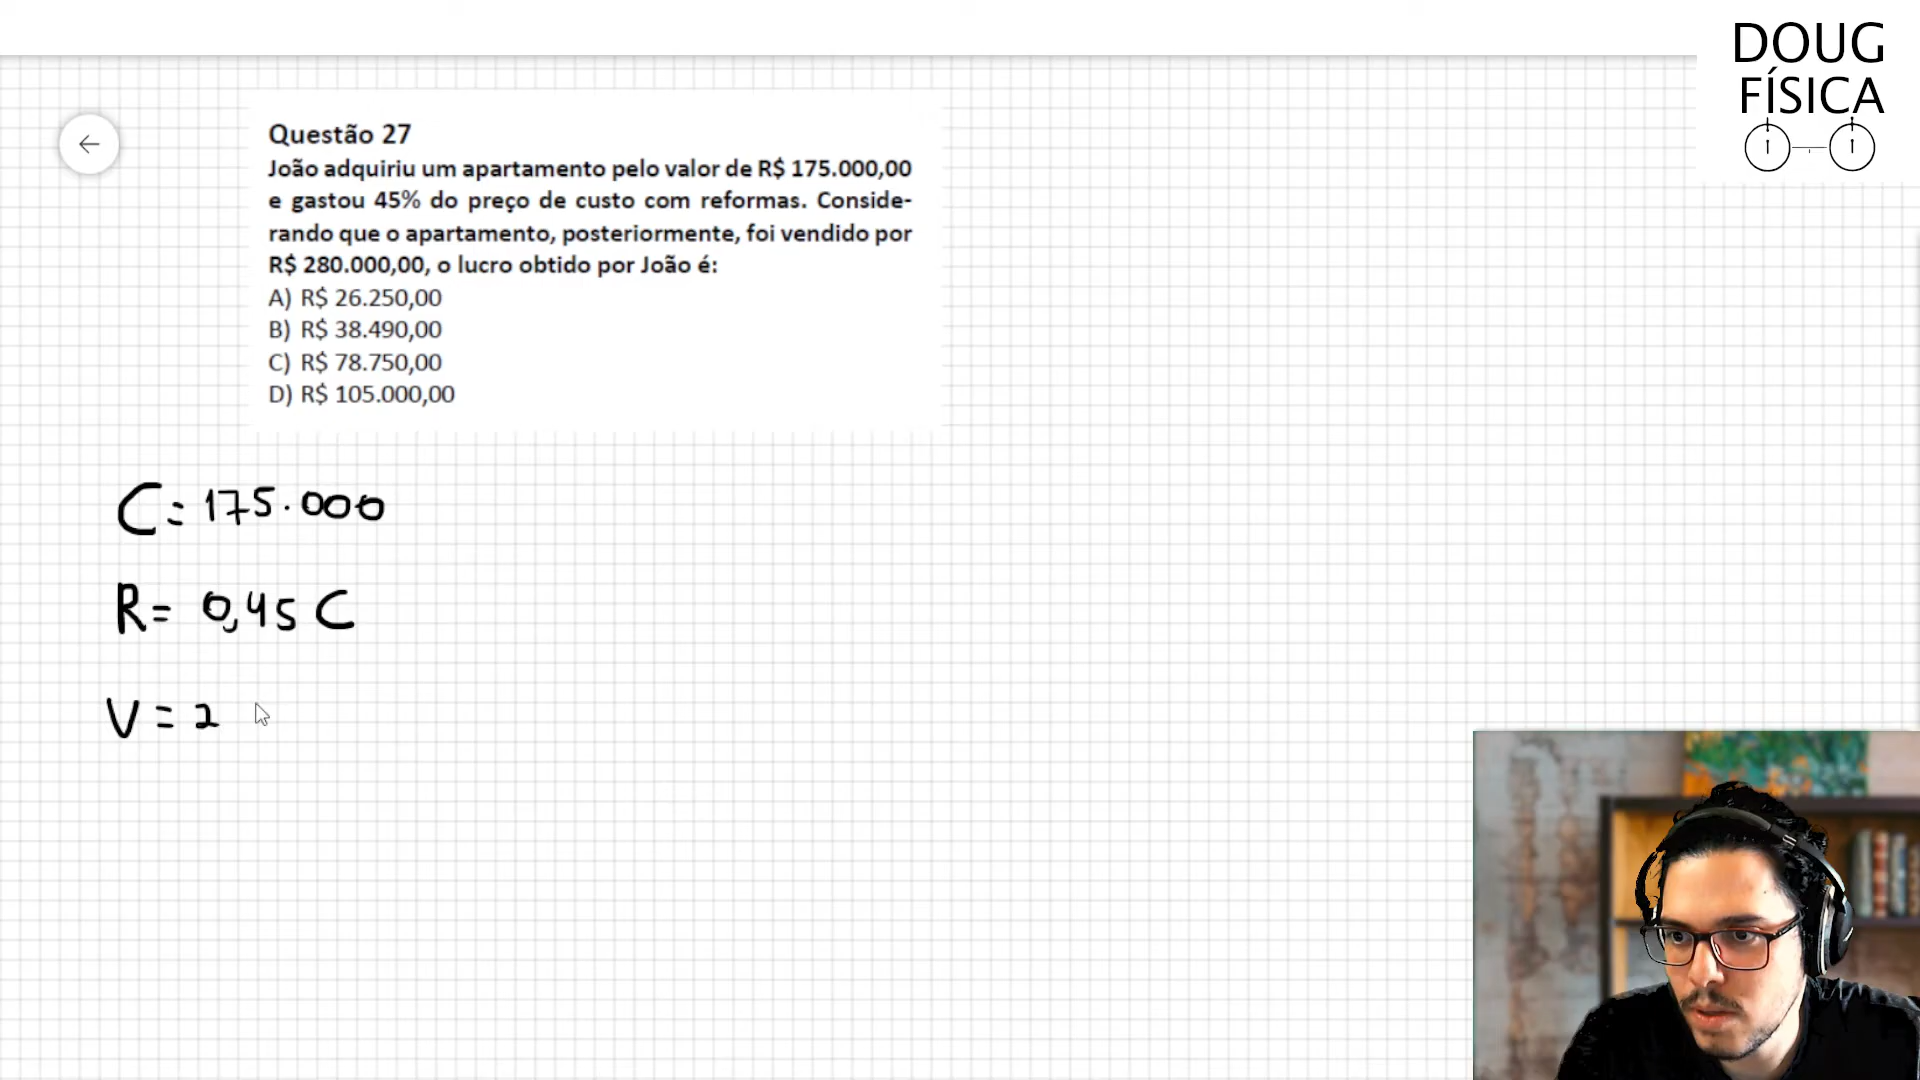 DOUG
FÍSICA
Questão 27
João adquiriu um apartamento pelo valor de R$ 175.000,00
e gastou 45% do preço de custo com reformas. Conside-
rando que o apartamento, posteriormente, foi vendido por
R$ 280.000,00, o lucro obtido por João é:
A) R$ 26.250,00
B) R$ 38.490,00
C) R$ 78.750,00
D) R$ 105.000,00
C = 175.000
R = 0,45 C
V = 2